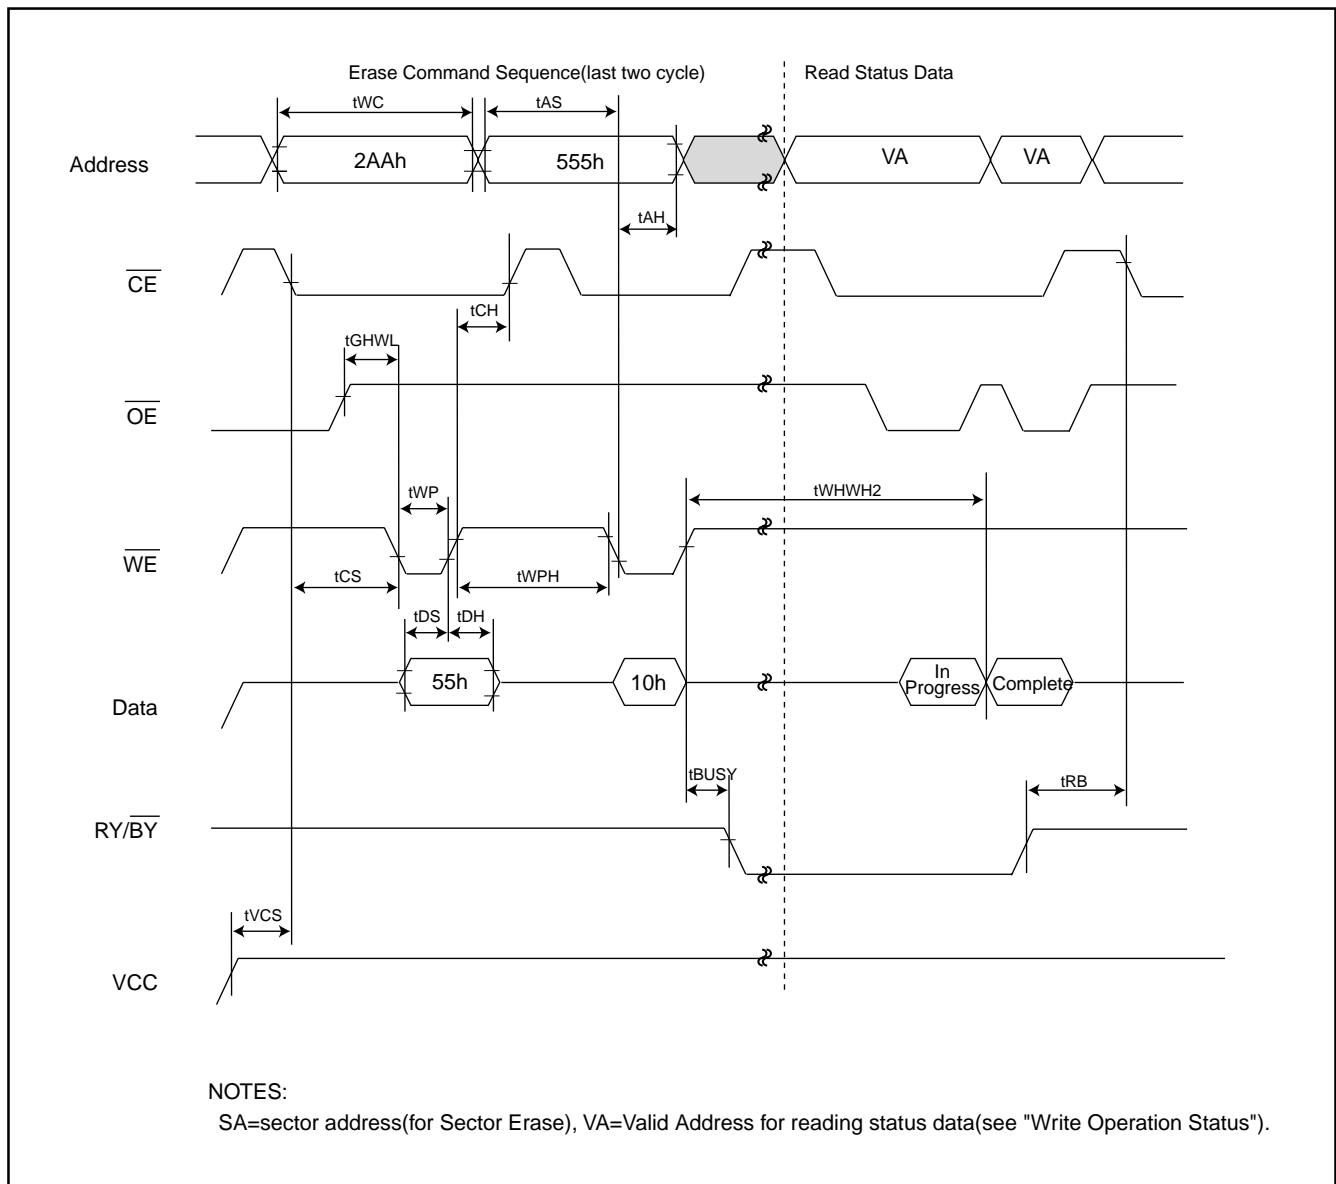 Erase Command Sequence(last two cycle)
Read Status Data
tWC
tAS
Address
2AAh
555h
VA
VA
tAH
CE
tCH
tGHWL
OE
tWP
tWHWH2
WE
tCS
tWPH
tDS
tDH
Data
55h
10h
In
Progress
Complete
tBUSY
tRB
RY/BY
tVCS
VCC
NOTES:
SA=sector address(for Sector Erase), VA=Valid Address for reading status data(see "Write Operation Status").